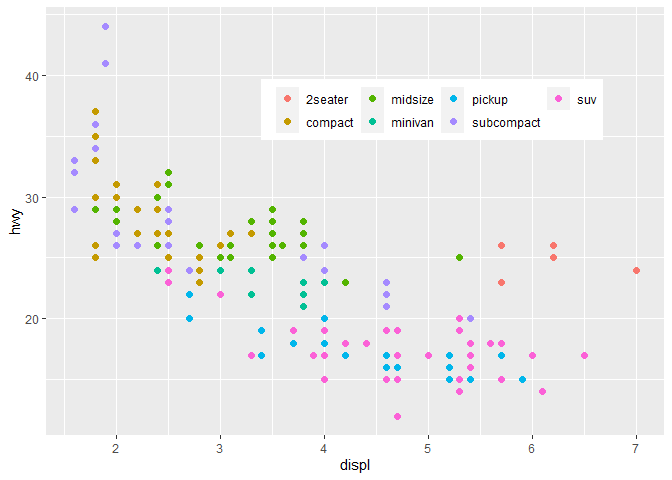 40
2seater midsize pickup suv
compact minivan subcompact
30
hwy
20
2 3 4 5 6 7
displ